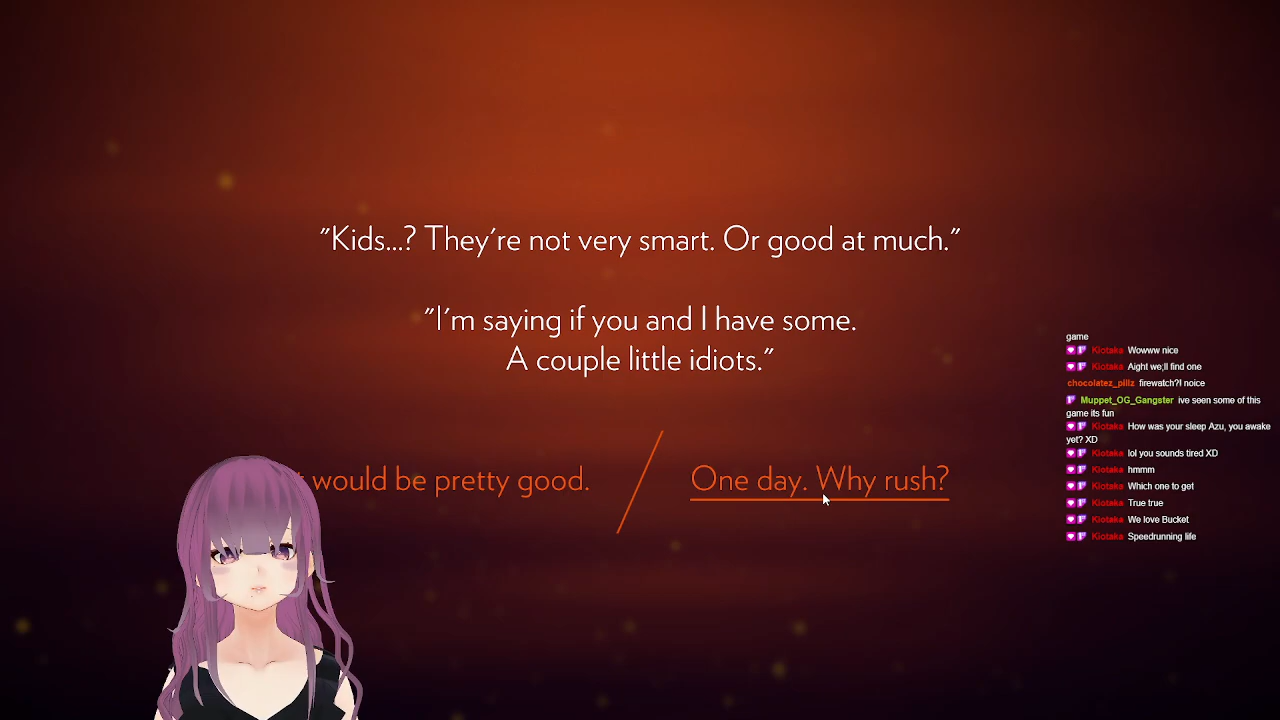 "Kids...? They're not very smart. Or good at much."
"I'm saying if you and I have some.
A couple little idiots."
would be pretty good.
One day. Why rush?
game
Kiotaka Wowww nice
Kiotaka Aight we;ll find one
chocolatez_pillz firewatch?! noice
Muppet_OG_Gangster ive seen some of this
game its fun
Kiotaka How was your sleep Azu, you awake
yet? XD
Kiotaka lol you sounds tired XD
Kiotaka hmmm
Kiotaka Which one to get
Kiotaka True true
Kiotaka We love Bucket
Kiotaka Speedrunning life